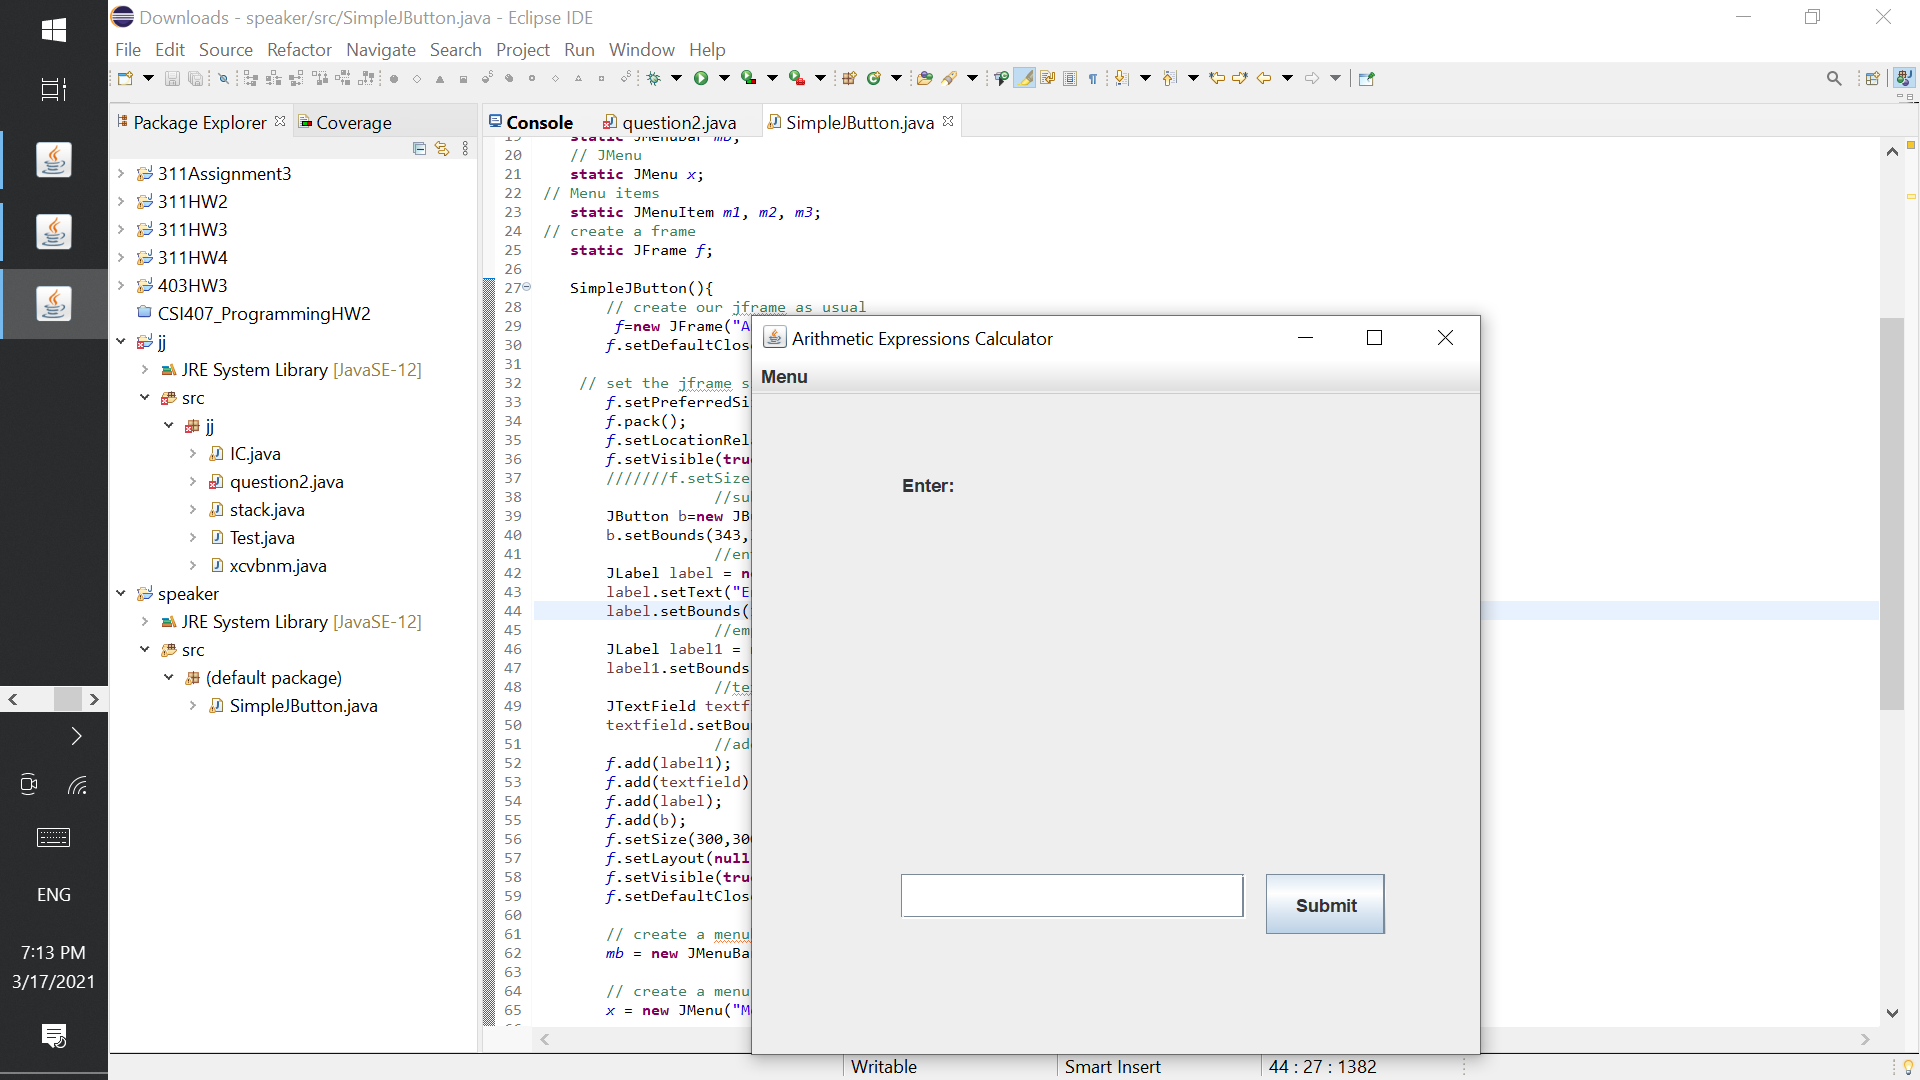 Downloads - speaker/src/SimpleJButton.java - Eclipse IDE
File Edit Source Refactor Navigate Search Project Run Window Help
Package Explorer
Coverage
Console
question2.java
SimpleJButton.java
311Assignment3
311HW2
311HW3
311HW4
403HW3
CSI407_ProgrammingHW2
jj
JRE System Library [JavaSE-12]
src
jj
IC.java
question2.java
stack.java
Test.java
xcvbnm.java
speaker
JRE System Library [JavaSE-12]
src
(default package)
SimpleJButton.java
19 static JMenuBar mb;
20 // JMenu
21 static JMenu x;
22 // Menu items
23 static JMenuItem m1, m2, m3;
24 // create a frame
25 static JFrame f;
26
27 SimpleJButton(){
28 // create our jframe as usual
29 f=new JFrame("A
30 f.setDefaultClos
31
32 // set the jframe s
33 f.setPreferredSi
34 f.pack();
35 f.setLocationRel
36 f.setVisible(tru
37 ///////f.setSize
38 //su
39 JButton b=new JB
40 b.setBounds(343,
41 //en
42 JLabel label = n
43 label.setText("E
44 label.setBounds(
45 //em
46 JLabel label1 =
47 label1.setBounds
48 //te
49 JTextField textf
50 textfield.setBou
51 //ad
52 f.add(label1);
53 f.add(textfield)
54 f.add(label);
55 f.add(b);
56 f.setSize(300,30
57 f.setLayout(null
58 f.setVisible(tru
59 f.setDefaultClos
60
61 // create a menu
62 mb = new JMenuBa
63
64 // create a menu
65 x = new JMenu("M
Arithmetic Expressions Calculator
Menu
Enter:
Submit
Writable
Smart Insert
44 : 27 : 1382
ENG
7:13 PM
3/17/2021